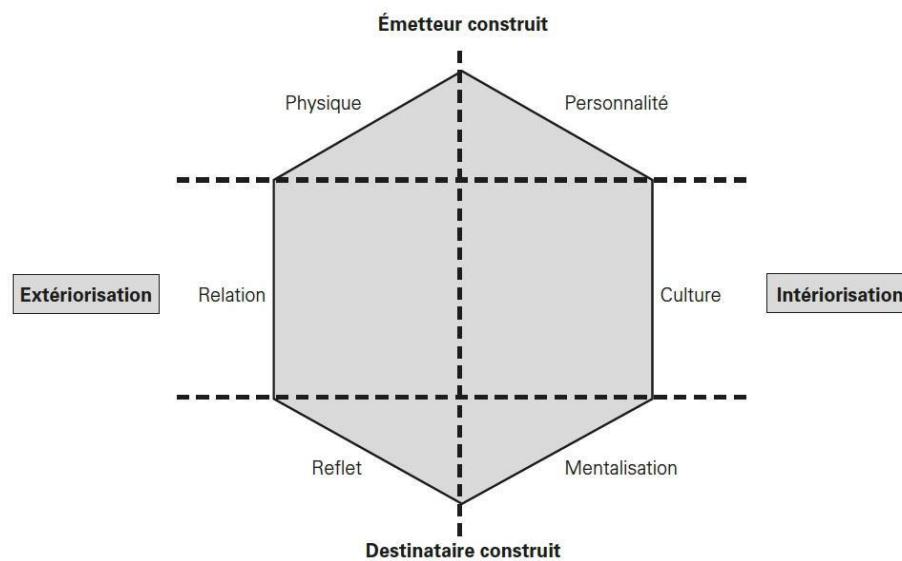 Émetteur construit
Physique
Personnalité
Extériorisation
Relation
Culture
Intériorisation
Reflet
Mentalisation
Destinataire construit